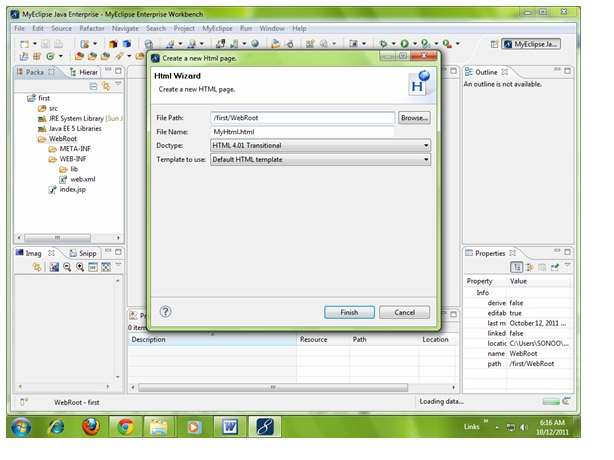 MyEclipse Java Enterprise - MyEclipse Enterprise Workbench
File Edit Source Refactor Navigate Search Project MyEclipse Run Window Help
MyEclipse Ja...
Packa
Hierar
first
src
JRE System Library [Sun J
Java EE 5 Libraries
WebRoot
META-INF
WEB-INF
lib
web.xml
index.jsp
Create a new Html page.
Html Wizard
Create a new HTML page.
File Path: /first/WebRoot Browse...
File Name: MyHtml.html
Doctype: HTML 4.01 Transitional
Template to use: Default HTML template
Finish Cancel
Outline
An outline is not available.
Imag
Snipp
0 item
Description Resource Path Location
Properties
Property Value
Info
derive false
editab true
last m October 12, 2011 ...
linked false
locatic C:\Users\SONOO\...
name WebRoot
path /first/WebRoot
WebRoot - first
Loading data...
Links
6:16 AM
10/12/2011